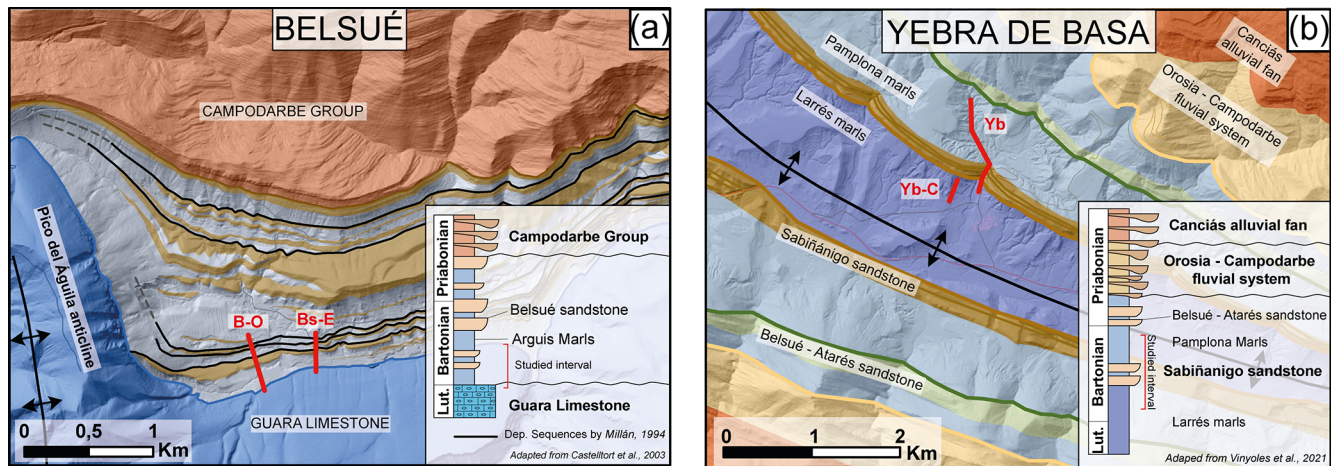 BELSUÉ
(a)
CAMPODARBE GROUP
Pico del Águila anticline
B-O
Bs-E
GUARA LIMESTONE
0
0,5
1
Km
Priabonian
Bartonian
Lut.
Campodarbe Group
Belsué sandstone
Arguis Marls
Studied interval
Guara Limestone
Dep. Sequences by Millán, 1994
Adapted from Castelltort et al., 2003
YEBRA DE BASA
(b)
Pamplona marls
Larrés marls
Canciás
alluvial fan
Orosia - Campodarbe
fluvial system
Yb
Yb-C
Sabiñánigo sandstone
Belsué - Atarés sandstone
0
1
2
Km
Priabonian
Bartonian
Lut.
Canciás alluvial fan
Orosia - Campodarbe
fluvial system
Belsué - Atarés sandstone
Pamplona Marls
Studied interval
Sabiñanigo sandstone
Larrés marls
Adaped from Vinyoles et al., 2021